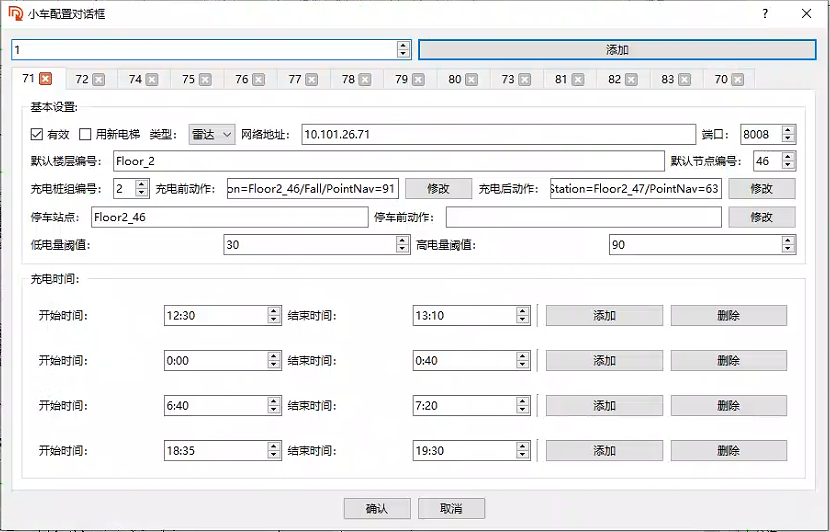 小车配置对话框 ?
1 添加
71 72 74 75 76 77 78 79 80 73 81 82 83 70
基本设置:
有效 用新电梯 类型: 雷达 网络地址: 10.101.26.71 端口: 8008
默认楼层编号: Floor_2 默认节点编号: 46
充电桩组编号: 2 充电前动作: on=Floor2_46/Fall/PointNav=91 修改 充电后动作: Station=Floor2_47/PointNav=63 修改
停车站点: Floor2_46 停车前动作: 修改
低电量阈值: 30 高电量阈值: 90
充电时间:
开始时间: 12:30 结束时间: 13:10 添加 删除
开始时间: 0:00 结束时间: 0:40 添加 删除
开始时间: 6:40 结束时间: 7:20 添加 删除
开始时间: 18:35 结束时间: 19:30 添加 删除
确认 取消